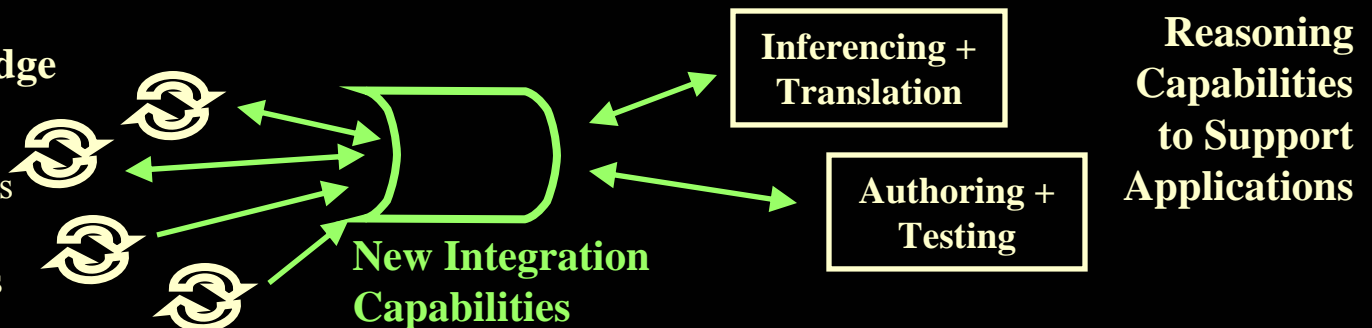 Inferencing +
Translation
Reasoning
Capabilities
to Support
Applications
Authoring +
Testing
New Integration
Capabilities